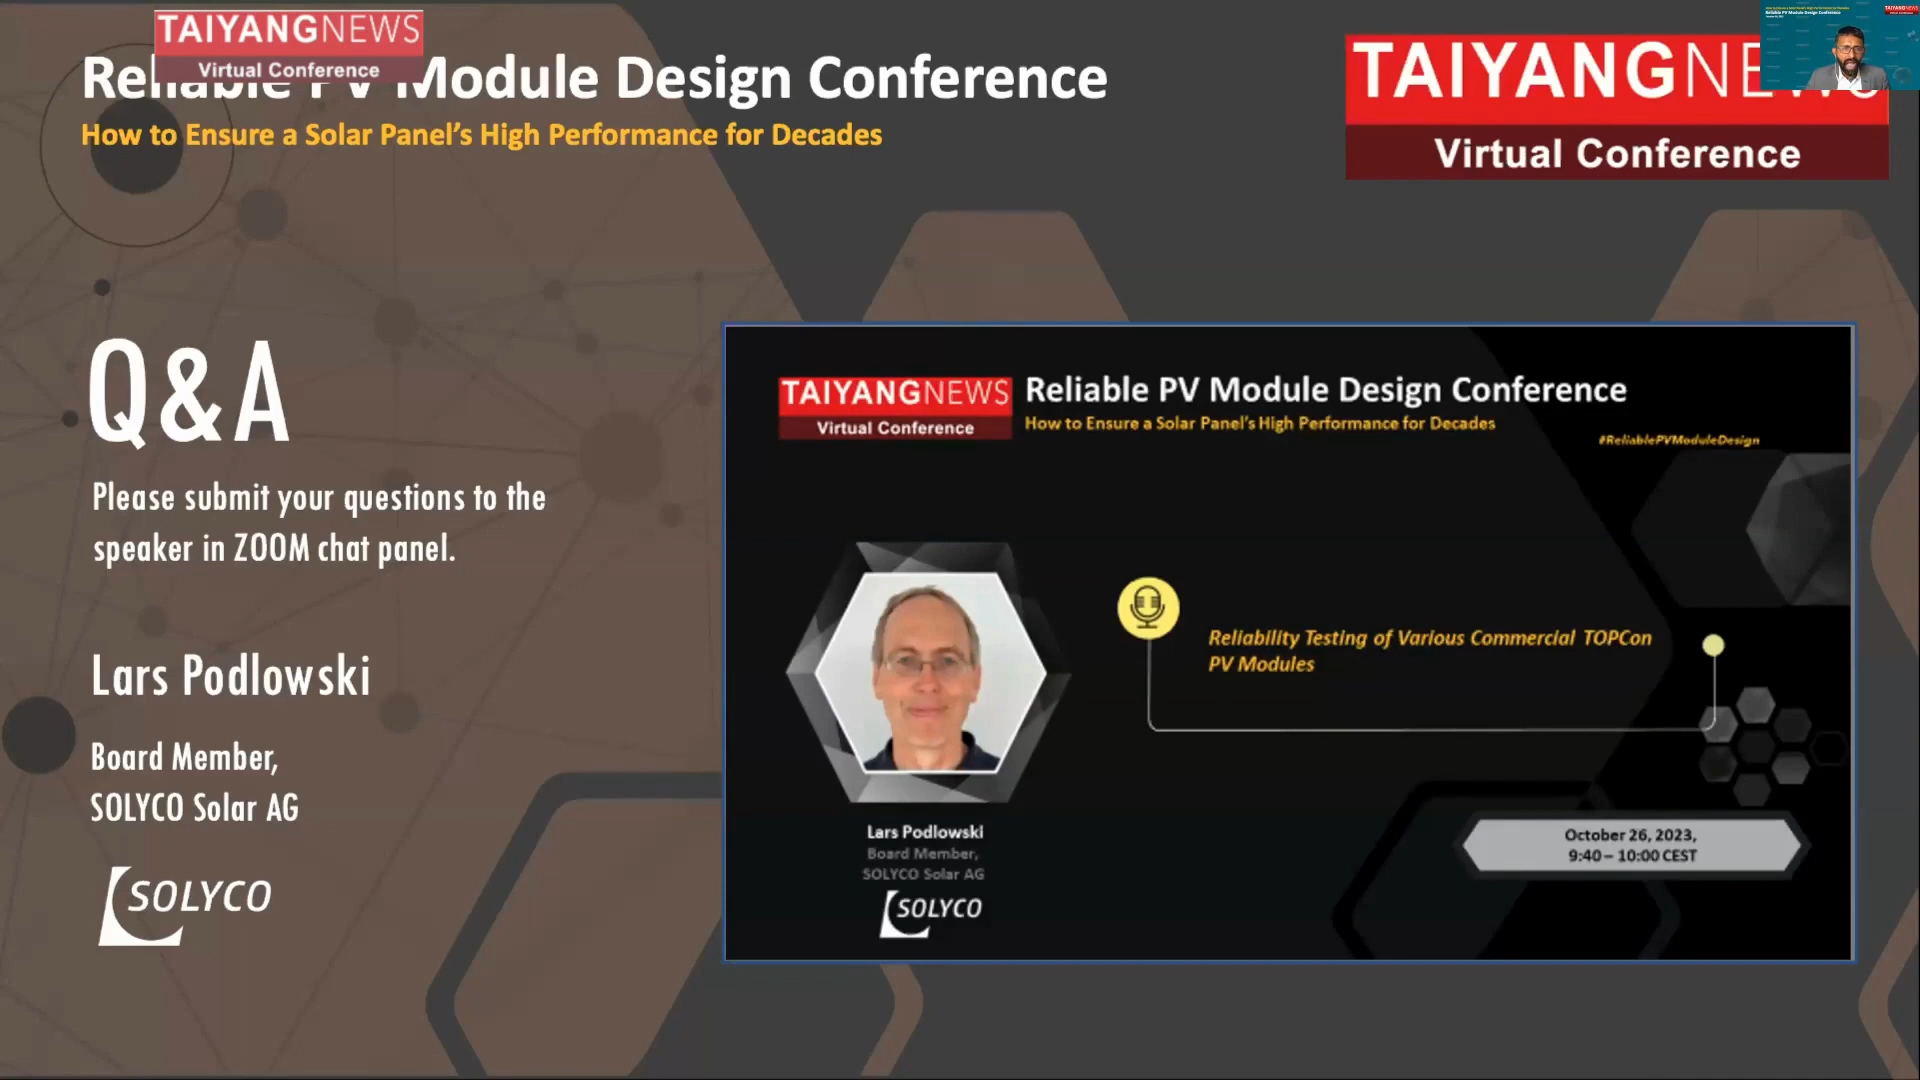 TAIYANGNEWS
Virtual Conference
Reliable PV Module Design Conference
How to Ensure a Solar Panel's High Performance for Decades
TAIYANGNEWS
Virtual Conference
Q&A
Please submit your questions to the
speaker in ZOOM chat panel.
Lars Podlowski
Board Member,
SOLYCO Solar AG
SOLYCO
TAIYANGNEWS
Virtual Conference
Reliable PV Module Design Conference
How to Ensure a Solar Panel's High Performance for Decades
#ReliablePVModuleDesign
Reliability Testing of Various Commercial TOPCon
PV Modules
Lars Podlowski
Board Member,
SOLYCO Solar AG
SOLYCO
October 26, 2023,
9:40 – 10:00 CEST